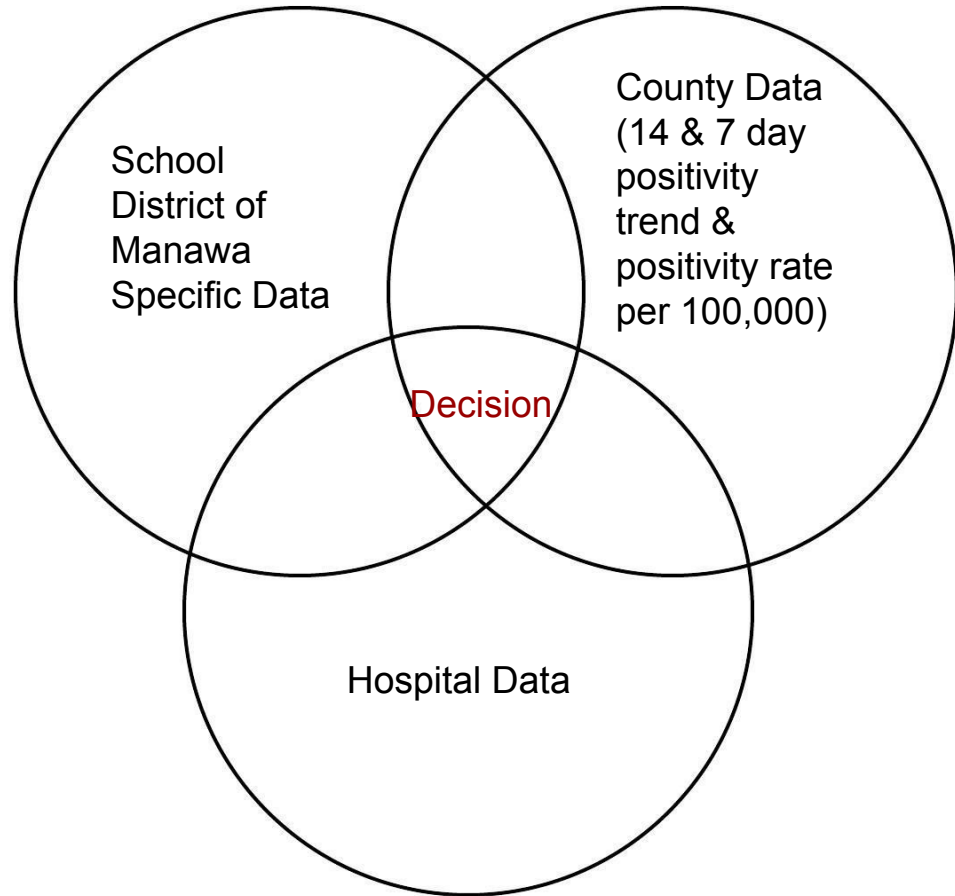 School
District of
Manawa
Specific Data
County Data
(14 & 7 day
positivity
trend &
positivity rate
per 100,000)
Decision
Hospital Data